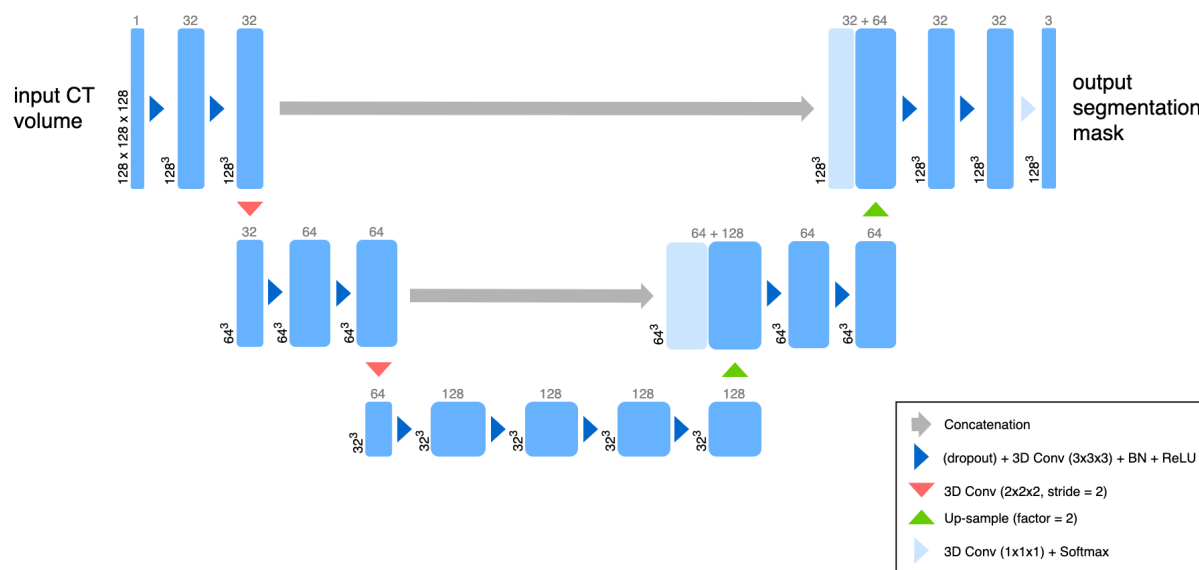 1
32
32
32 + 64
32
32
3
input CT
volume
128 x 128 x 128
128³
128³
128³
128³
128³
128³
output
segmentation
mask
32
64
64
64 + 128
64
64
64³
64³
64³
64³
64³
64³
64
128
128
128
128
32³
32³
32³
32³
32³
Concatenation
(dropout) + 3D Conv (3x3x3) + BN + ReLU
3D Conv (2x2x2, stride = 2)
Up-sample (factor = 2)
3D Conv (1x1x1) + Softmax